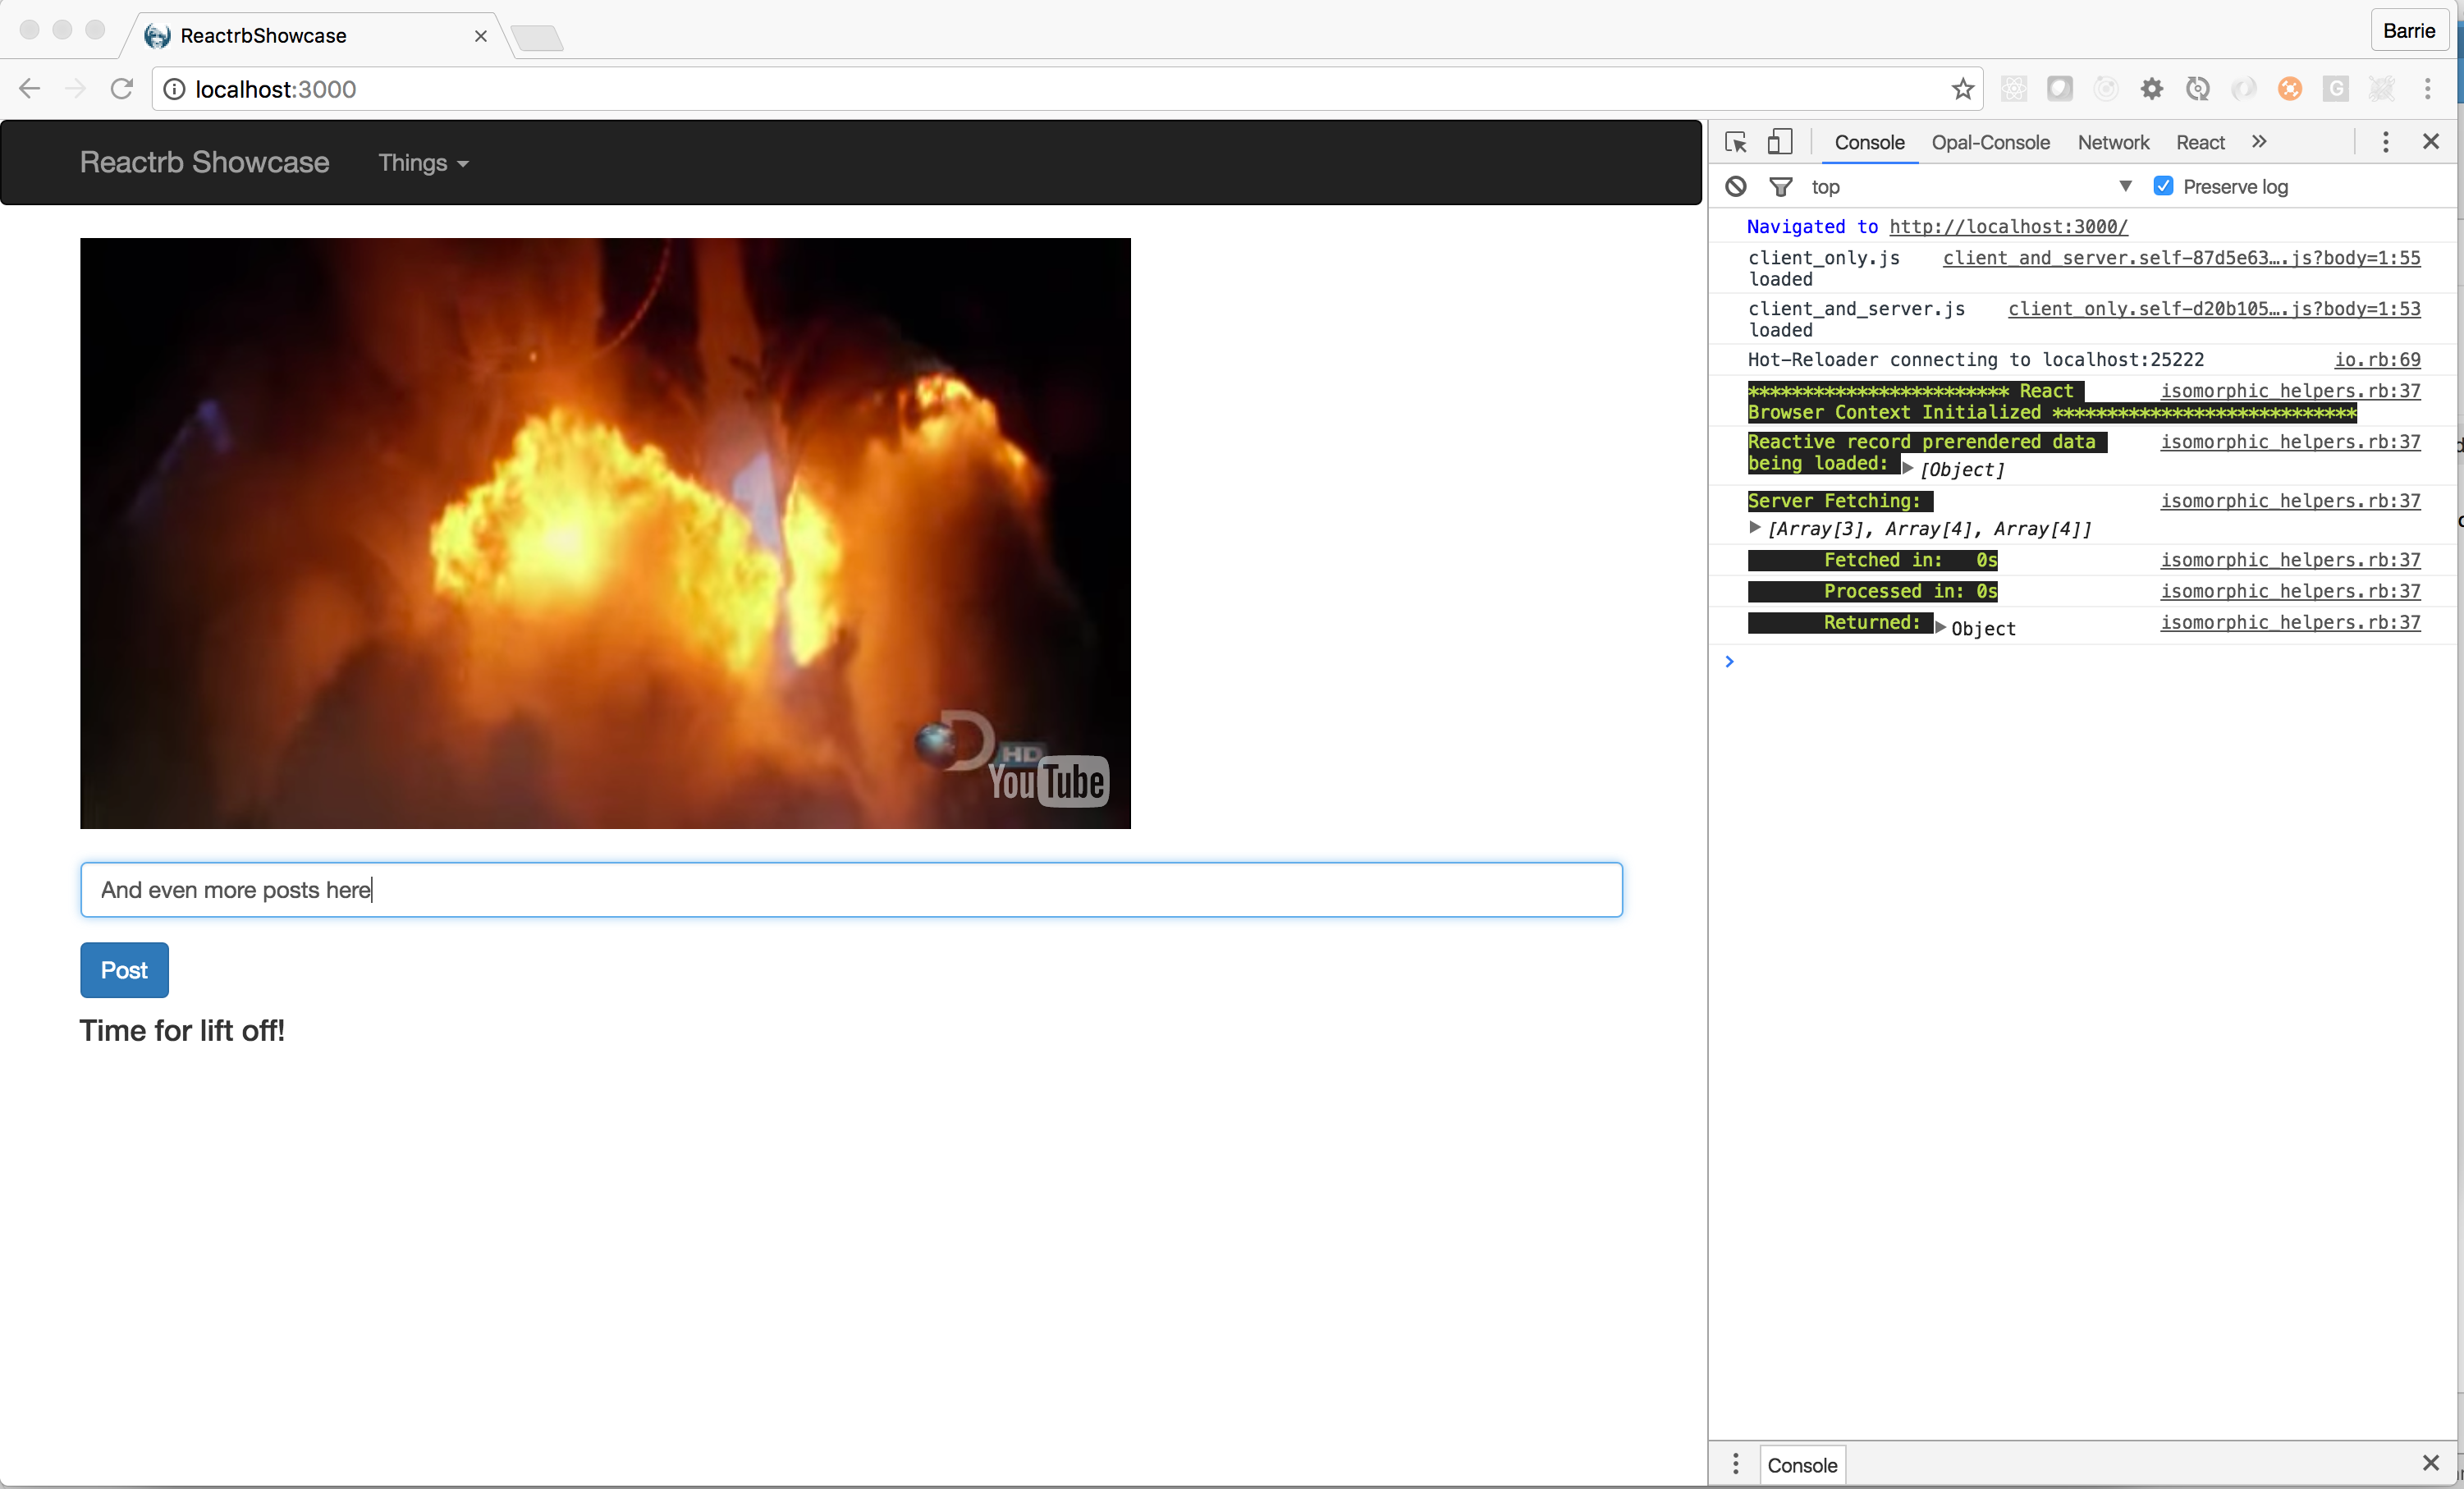 ReactrbShowcase
Barrie
localhost:3000
Reactrb Showcase Things
HD
YouTube
And even more posts here
Post
Time for lift off!
Console Opal-Console Network React
top Preserve log
Navigated to http://localhost:3000/
client_only.js client_and_server.self-87d5e63….js?body=1:55
loaded
client_and_server.js client_only.self-d20b105….js?body=1:53
loaded
Hot-Reloader connecting to localhost:25222 io.rb:69
************************ React isomorphic_helpers.rb:37
Browser Context Initialized ****************************
Reactive record prerendered data isomorphic_helpers.rb:37
being loaded: [Object]
Server Fetching: isomorphic_helpers.rb:37
[Array[3], Array[4], Array[4]]
Fetched in: 0s isomorphic_helpers.rb:37
Processed in: 0s isomorphic_helpers.rb:37
Returned: Object isomorphic_helpers.rb:37
Console